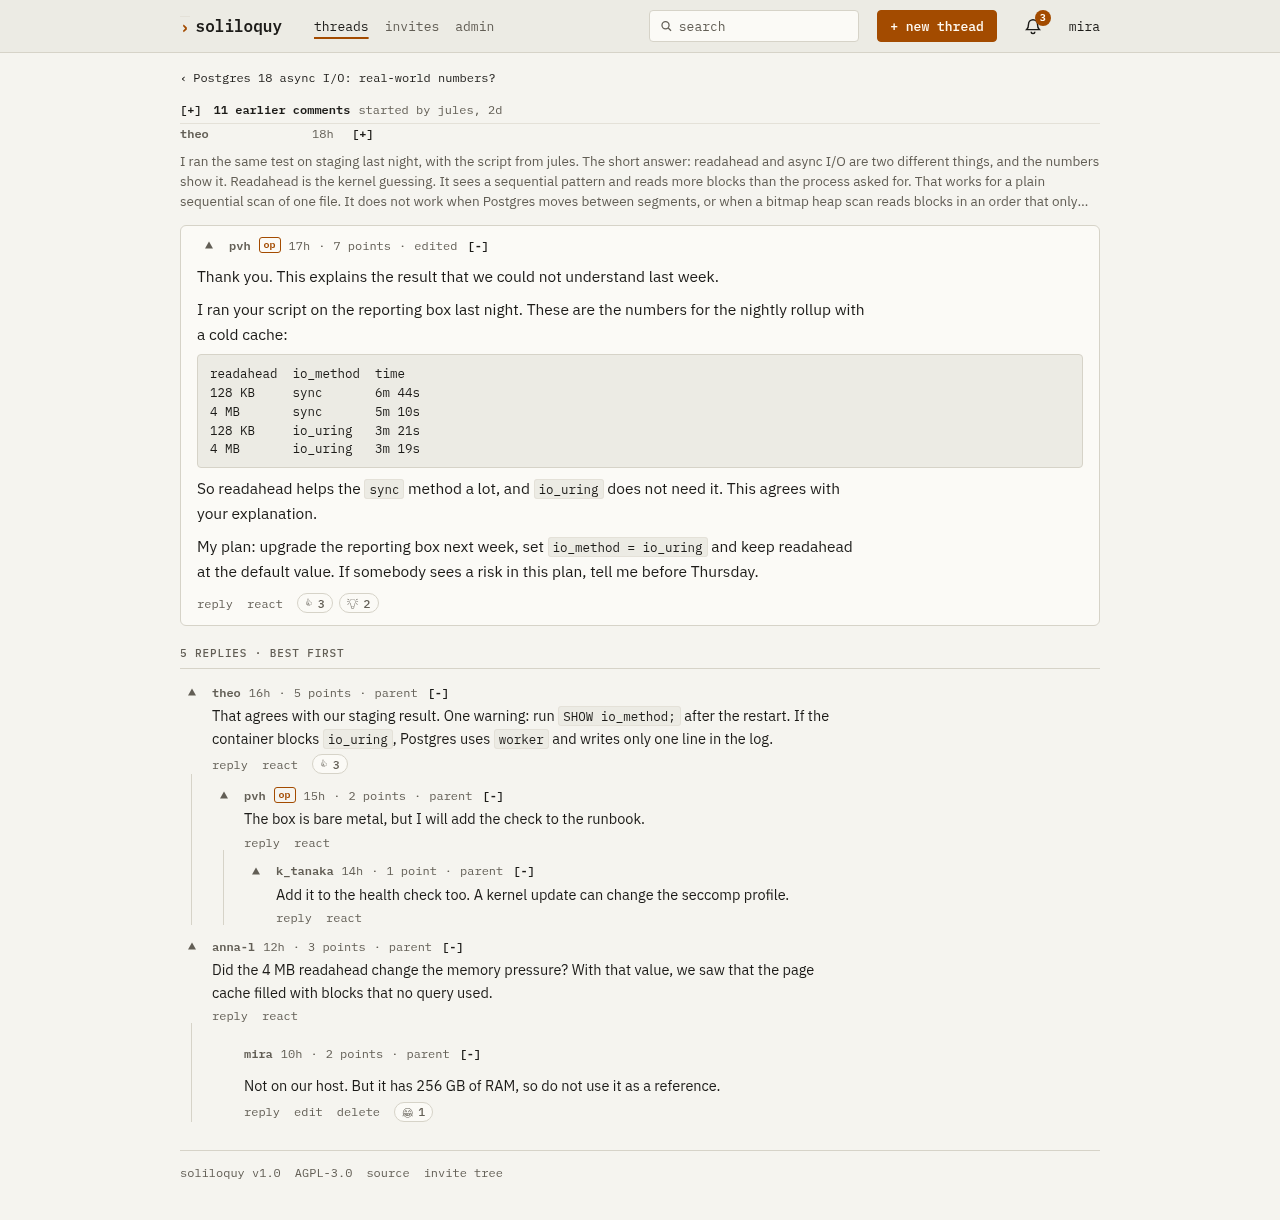 › soliloquy threads invites admin search + new thread 3 mira
‹ Postgres 18 async I/O: real-world numbers?
[+] 11 earlier comments started by jules, 2d
theo 18h [+]
I ran the same test on staging last night, with the script from jules. The short answer: readahead and async I/O are two different things, and the numbers
show it. Readahead is the kernel guessing. It sees a sequential pattern and reads more blocks than the process asked for. That works for a plain
sequential scan of one file. It does not work when Postgres moves between segments, or when a bitmap heap scan reads blocks in an order that only…
▲ pvh op 17h · 7 points · edited [-]
Thank you. This explains the result that we could not understand last week.
I ran your script on the reporting box last night. These are the numbers for the nightly rollup with
a cold cache:
readahead io_method time
128 KB sync 6m 44s
4 MB sync 5m 10s
128 KB io_uring 3m 21s
4 MB io_uring 3m 19s
So readahead helps the sync method a lot, and io_uring does not need it. This agrees with
your explanation.
My plan: upgrade the reporting box next week, set io_method = io_uring and keep readahead
at the default value. If somebody sees a risk in this plan, tell me before Thursday.
reply react 👍 3 💡 2
5 REPLIES · BEST FIRST
▲ theo 16h · 5 points · parent [-]
That agrees with our staging result. One warning: run SHOW io_method; after the restart. If the
container blocks io_uring, Postgres uses worker and writes only one line in the log.
reply react 👍 3
▲ pvh op 15h · 2 points · parent [-]
The box is bare metal, but I will add the check to the runbook.
reply react
▲ k_tanaka 14h · 1 point · parent [-]
Add it to the health check too. A kernel update can change the seccomp profile.
reply react
▲ anna-l 12h · 3 points · parent [-]
Did the 4 MB readahead change the memory pressure? With that value, we saw that the page
cache filled with blocks that no query used.
reply react
mira 10h · 2 points · parent [-]
Not on our host. But it has 256 GB of RAM, so do not use it as a reference.
reply edit delete 😂 1
soliloquy v1.0 AGPL-3.0 source invite tree